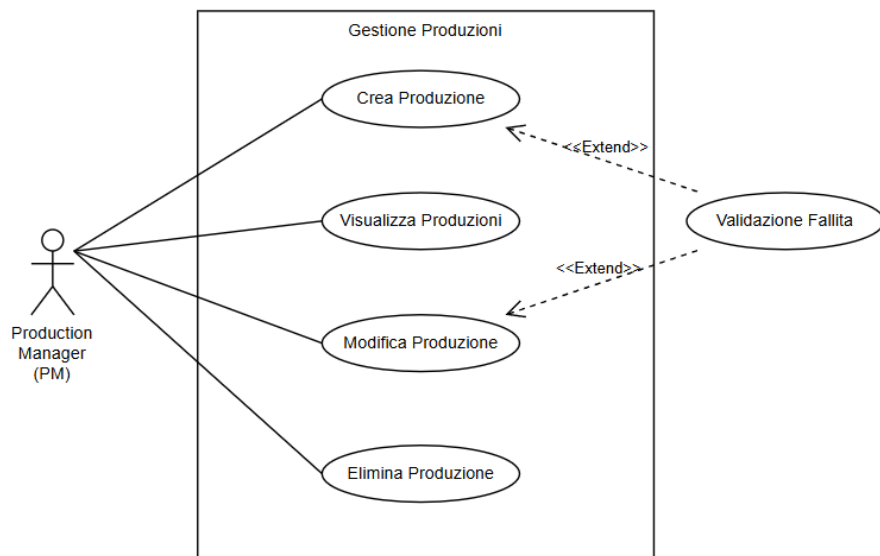 Gestione Produzioni
Crea Produzione
<<Extend>>
Visualizza Produzioni
Validazione Fallita
<<Extend>>
Production
Manager
(PM)
Modifica Produzione
Elimina Produzione